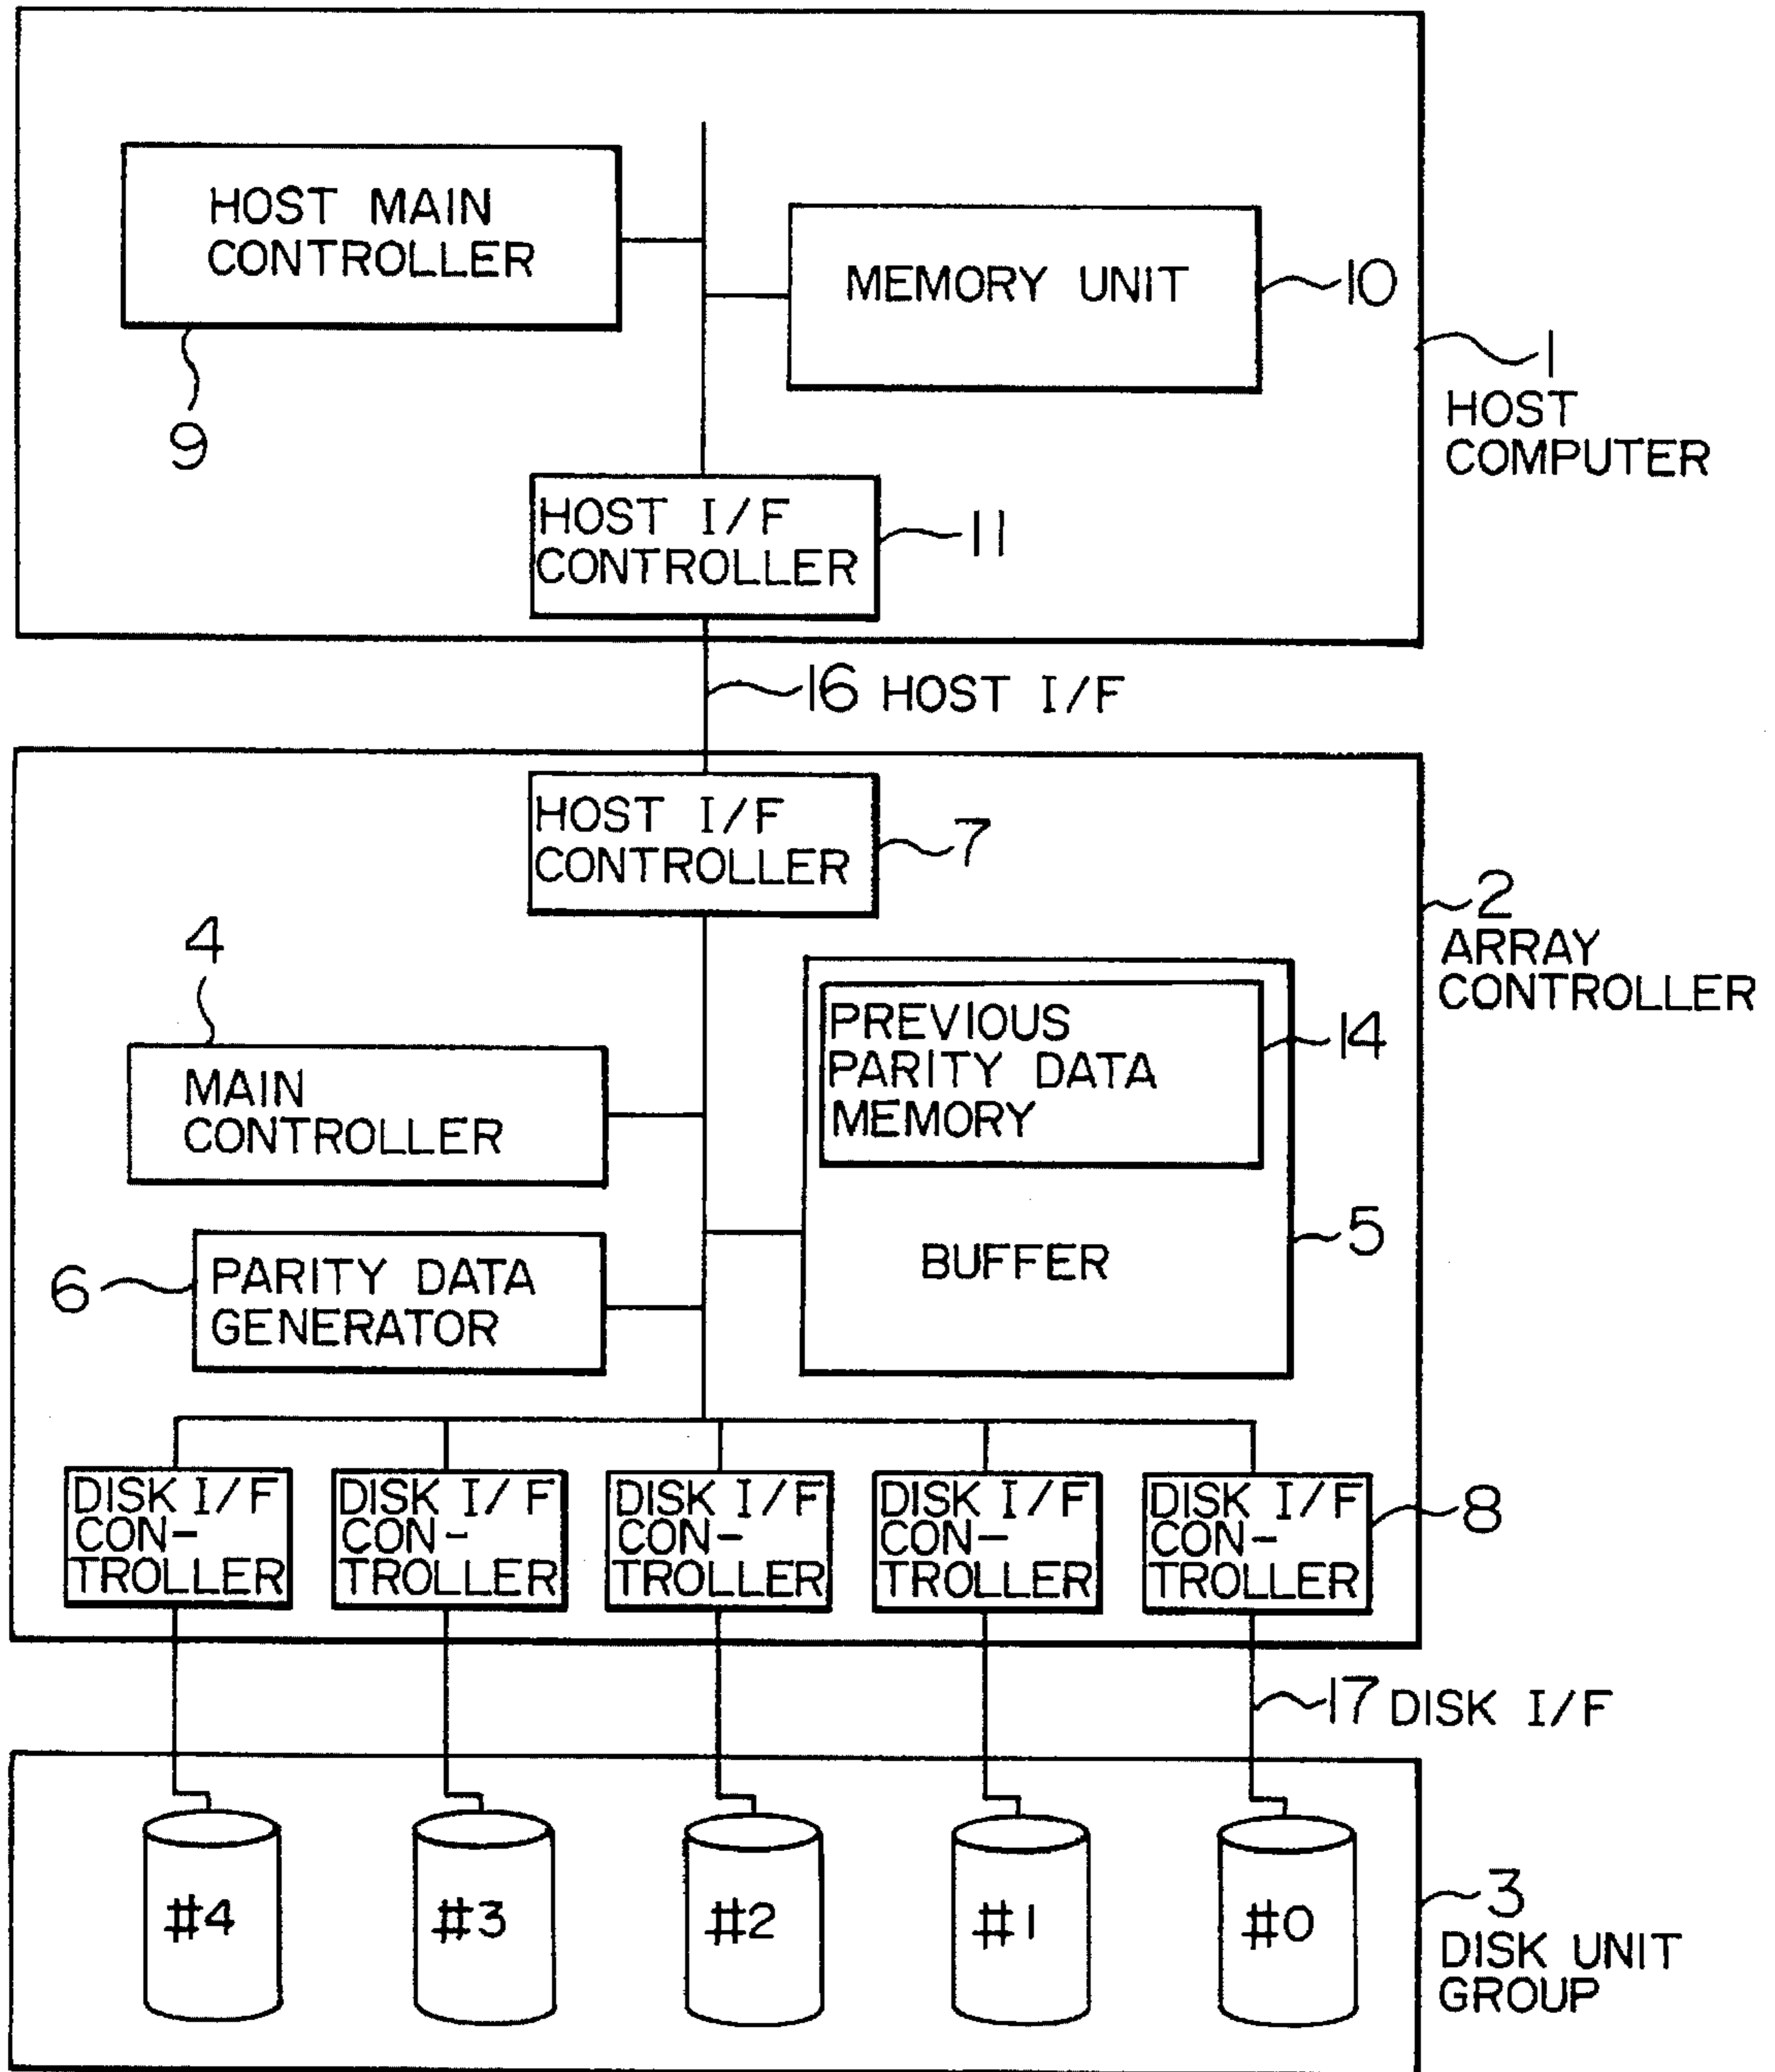 HOST MAIN
CONTROLLER
MEMORY UNIT
10
9
1
HOST
COMPUTER
HOST I/F
CONTROLLER
11
16 HOST I/F
HOST I/F
CONTROLLER
7
2
ARRAY
CONTROLLER
4
MAIN
CONTROLLER
PREVIOUS
PARITY DATA
MEMORY
14
BUFFER
5
6
PARITY DATA
GENERATOR
DISK I/F
CON-
TROLLER
DISK I/F
CON-
TROLLER
DISK I/F
CON-
TROLLER
DISK I/F
CON-
TROLLER
DISK I/F
CON-
TROLLER
8
17 DISK I/F
#4
#3
#2
#1
#0
3
DISK UNIT
GROUP